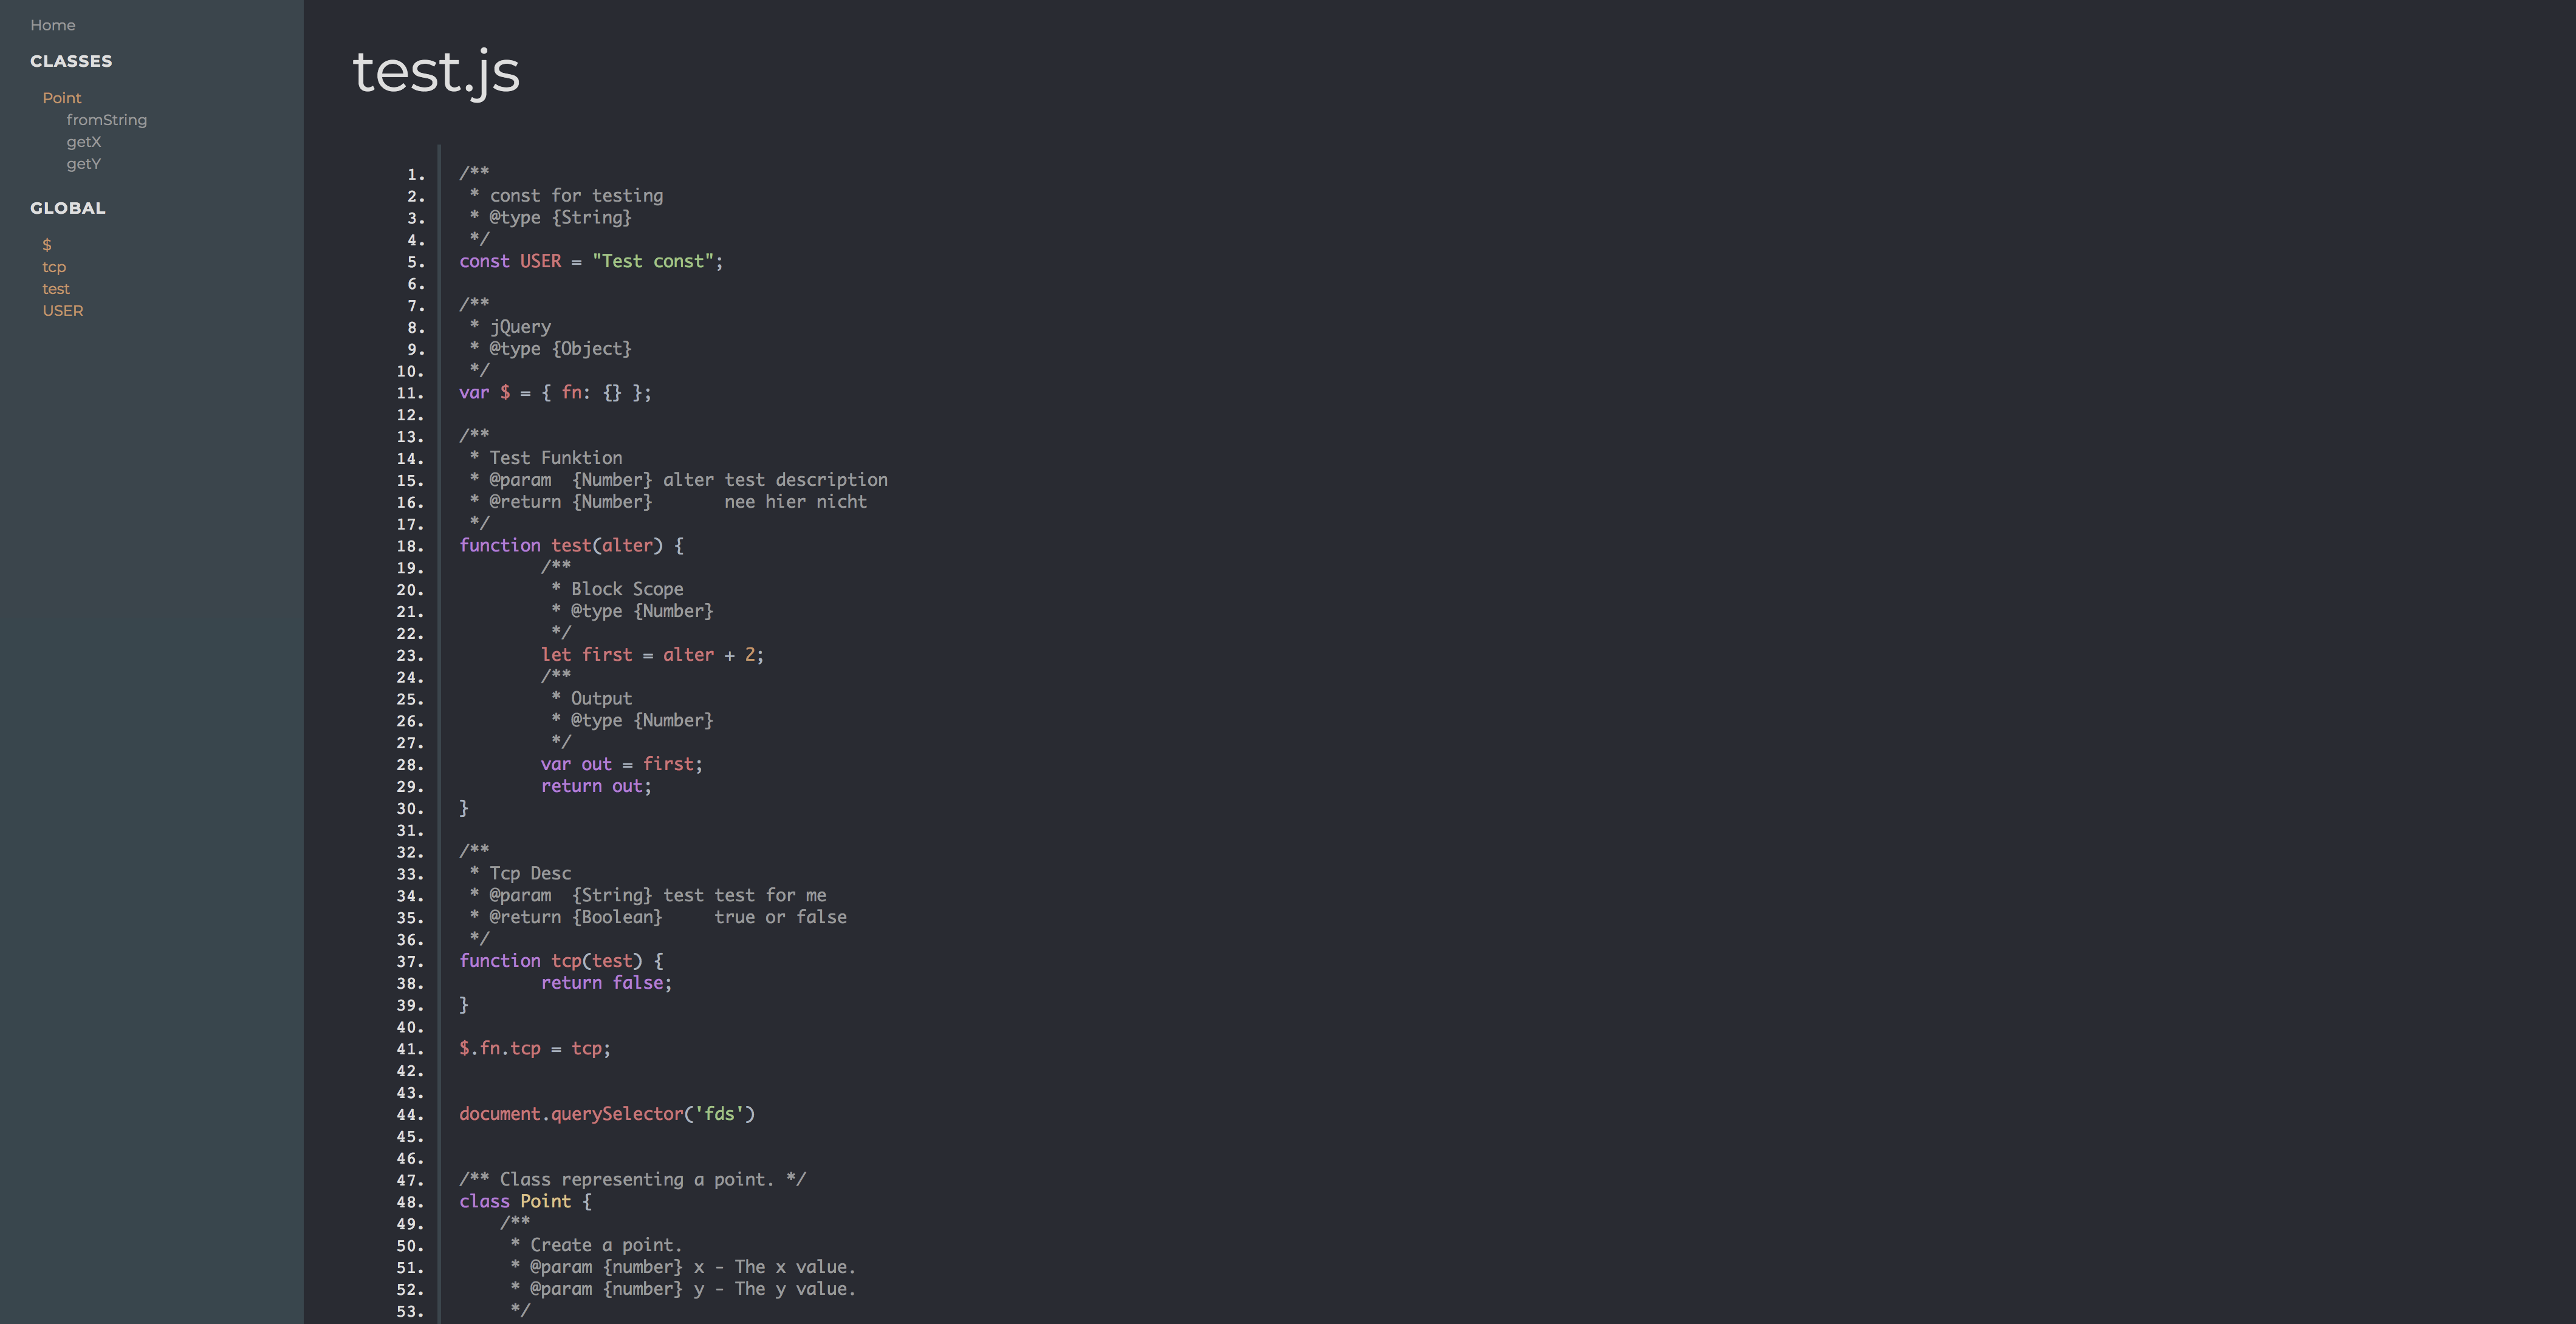 Home
CLASSES
Point
fromString
getX
getY
GLOBAL
$
tcp
test
USER
test.js
1. /**
2.  * const for testing
3.  * @type {String}
4.  */
5. const USER = "Test const";
6.
7. /**
8.  * jQuery
9.  * @type {Object}
10.  */
11. var $ = { fn: {} };
12.
13. /**
14.  * Test Funktion
15.  * @param  {Number} alter test description
16.  * @return {Number}       nee hier nicht
17.  */
18. function test(alter) {
19.         /**
20.          * Block Scope
21.          * @type {Number}
22.          */
23.         let first = alter + 2;
24.         /**
25.          * Output
26.          * @type {Number}
27.          */
28.         var out = first;
29.         return out;
30. }
31.
32. /**
33.  * Tcp Desc
34.  * @param  {String} test test for me
35.  * @return {Boolean}     true or false
36.  */
37. function tcp(test) {
38.         return false;
39. }
40.
41. $.fn.tcp = tcp;
42.
43.
44. document.querySelector('fds')
45.
46.
47. /** Class representing a point. */
48. class Point {
49.     /**
50.      * Create a point.
51.      * @param {number} x - The x value.
52.      * @param {number} y - The y value.
53.      */